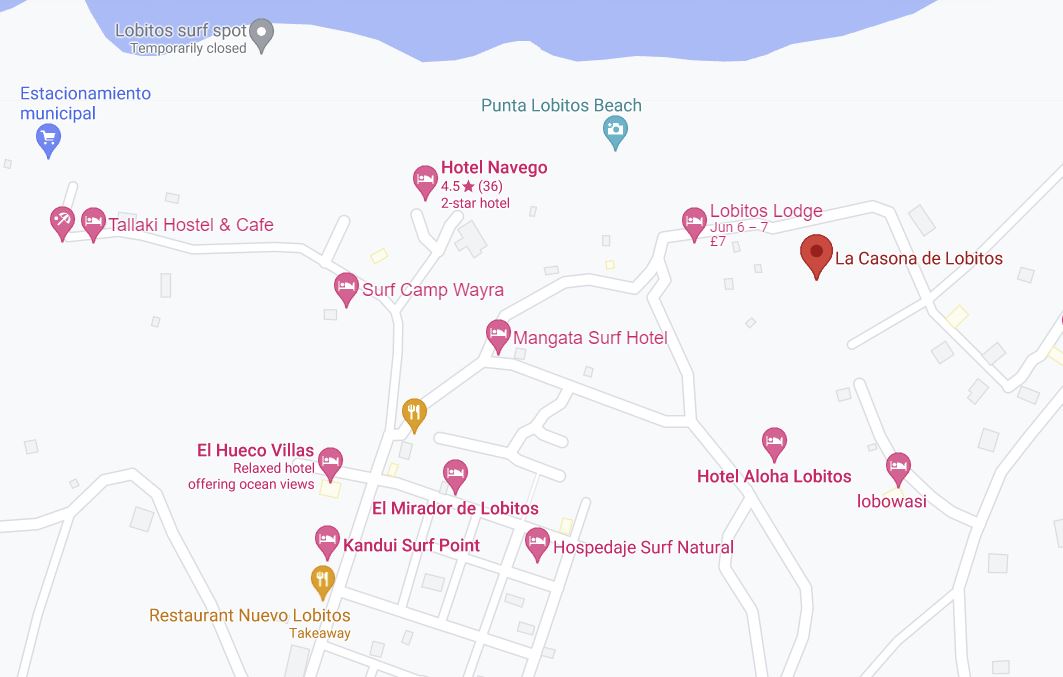 Lobitos surf spot
Temporarily closed
Estacionamiento
municipal
Punta Lobitos Beach
Hotel Navego
4.5★ (36)
2-star hotel
Tallaki Hostel & Cafe
Lobitos Lodge
Jun 6 – 7
£7
La Casona de Lobitos
Surf Camp Wayra
Mangata Surf Hotel
El Hueco Villas
Relaxed hotel
offering ocean views
Hotel Aloha Lobitos
El Mirador de Lobitos
lobowasi
Kandui Surf Point
Hospedaje Surf Natural
Restaurant Nuevo Lobitos
Takeaway